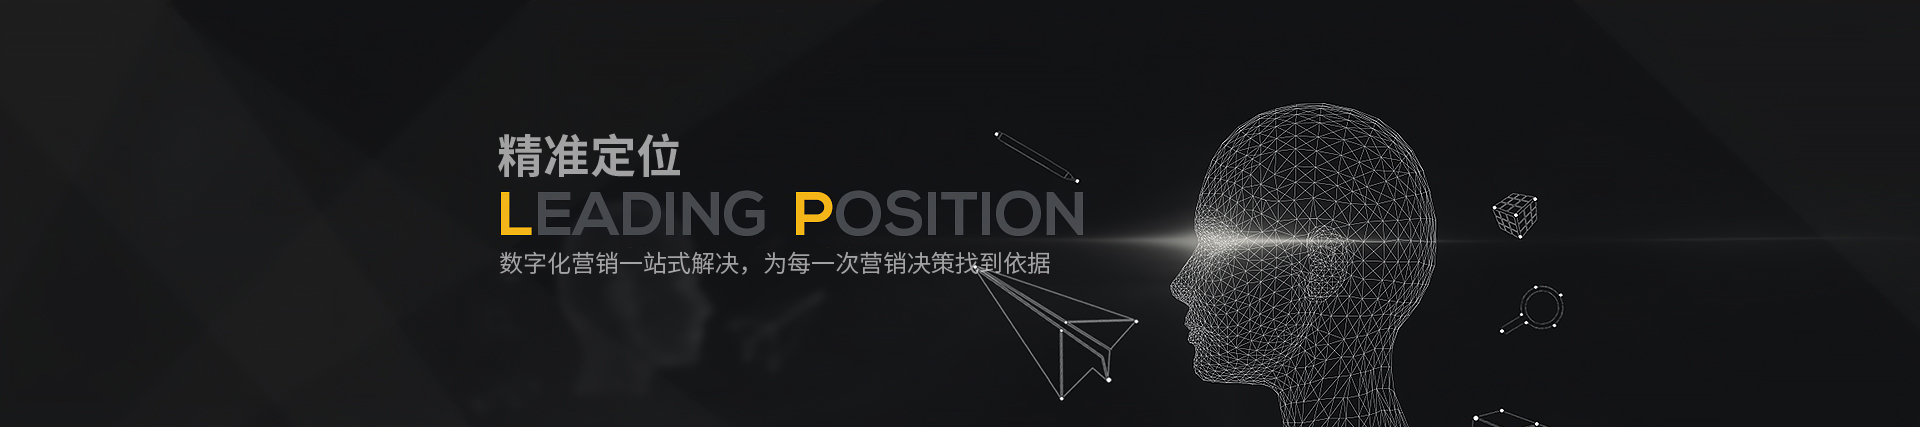 精准定位
LEADING POSITION
数字化营销一站式解决，为每一次营销决策找到依据